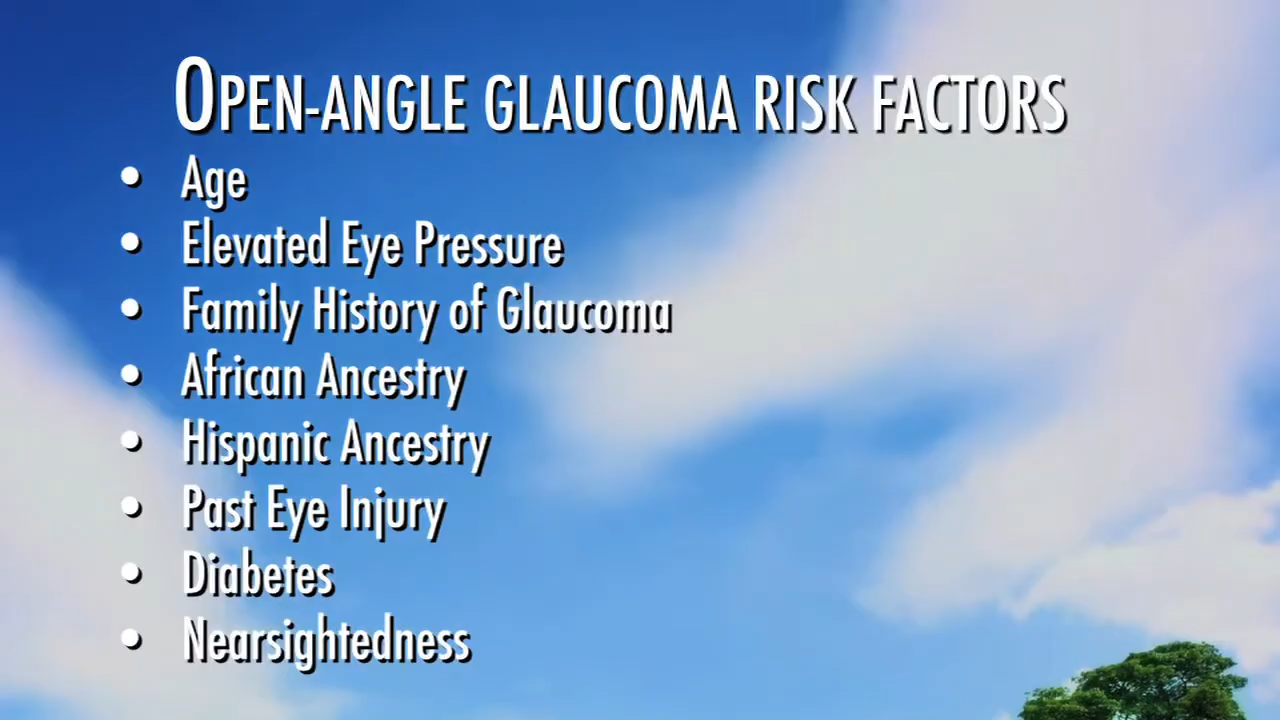 OPEN-ANGLE GLAUCOMA RISK FACTORS
• Age
• Elevated Eye Pressure
• Family History of Glaucoma
• African Ancestry
• Hispanic Ancestry
• Past Eye Injury
• Diabetes
• Nearsightedness